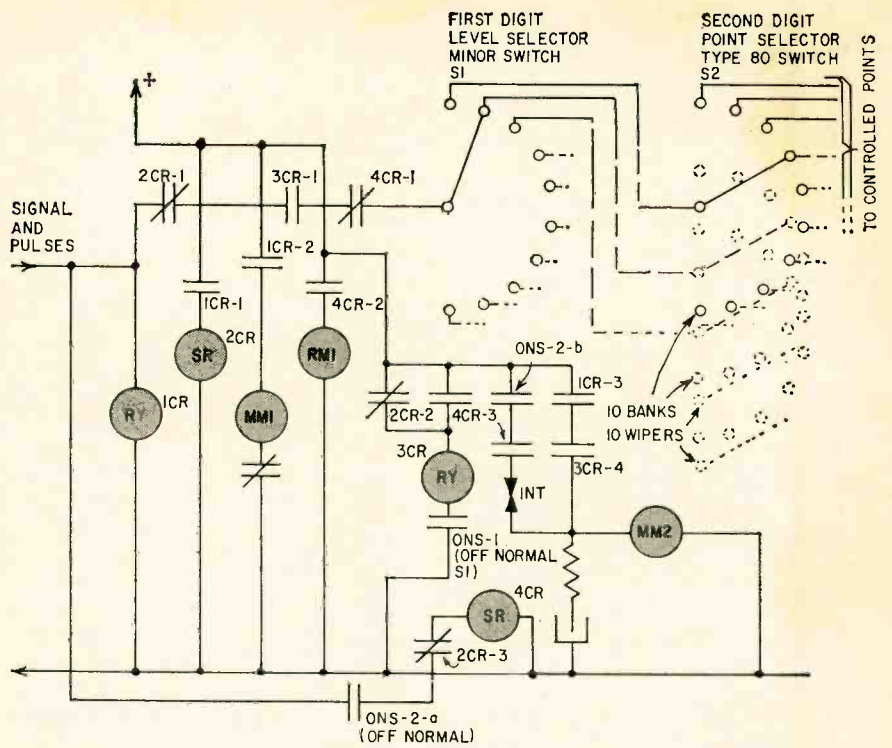 FIRST DIGIT
LEVEL SELECTOR
MINOR SWITCH
S1
SECOND DIGIT
POINT SELECTOR
TYPE 80 SWITCH
S2
TO CONTROLLED POINTS
+
2CR-1
3CR-1
4CR-1
SIGNAL
AND
PULSES
1CR-2
1CR-1
4CR-2
2CR
SR
RM1
ONS-2-b
1CR-3
RY
1CR
MM1
2CR-2
4CR-3
10 BANKS
10 WIPERS
3CR
3CR-4
RY
INT
MM2
ONS-1
(OFF NORMAL
S1)
4CR
SR
2CR-3
ONS-2-a
(OFF NORMAL)